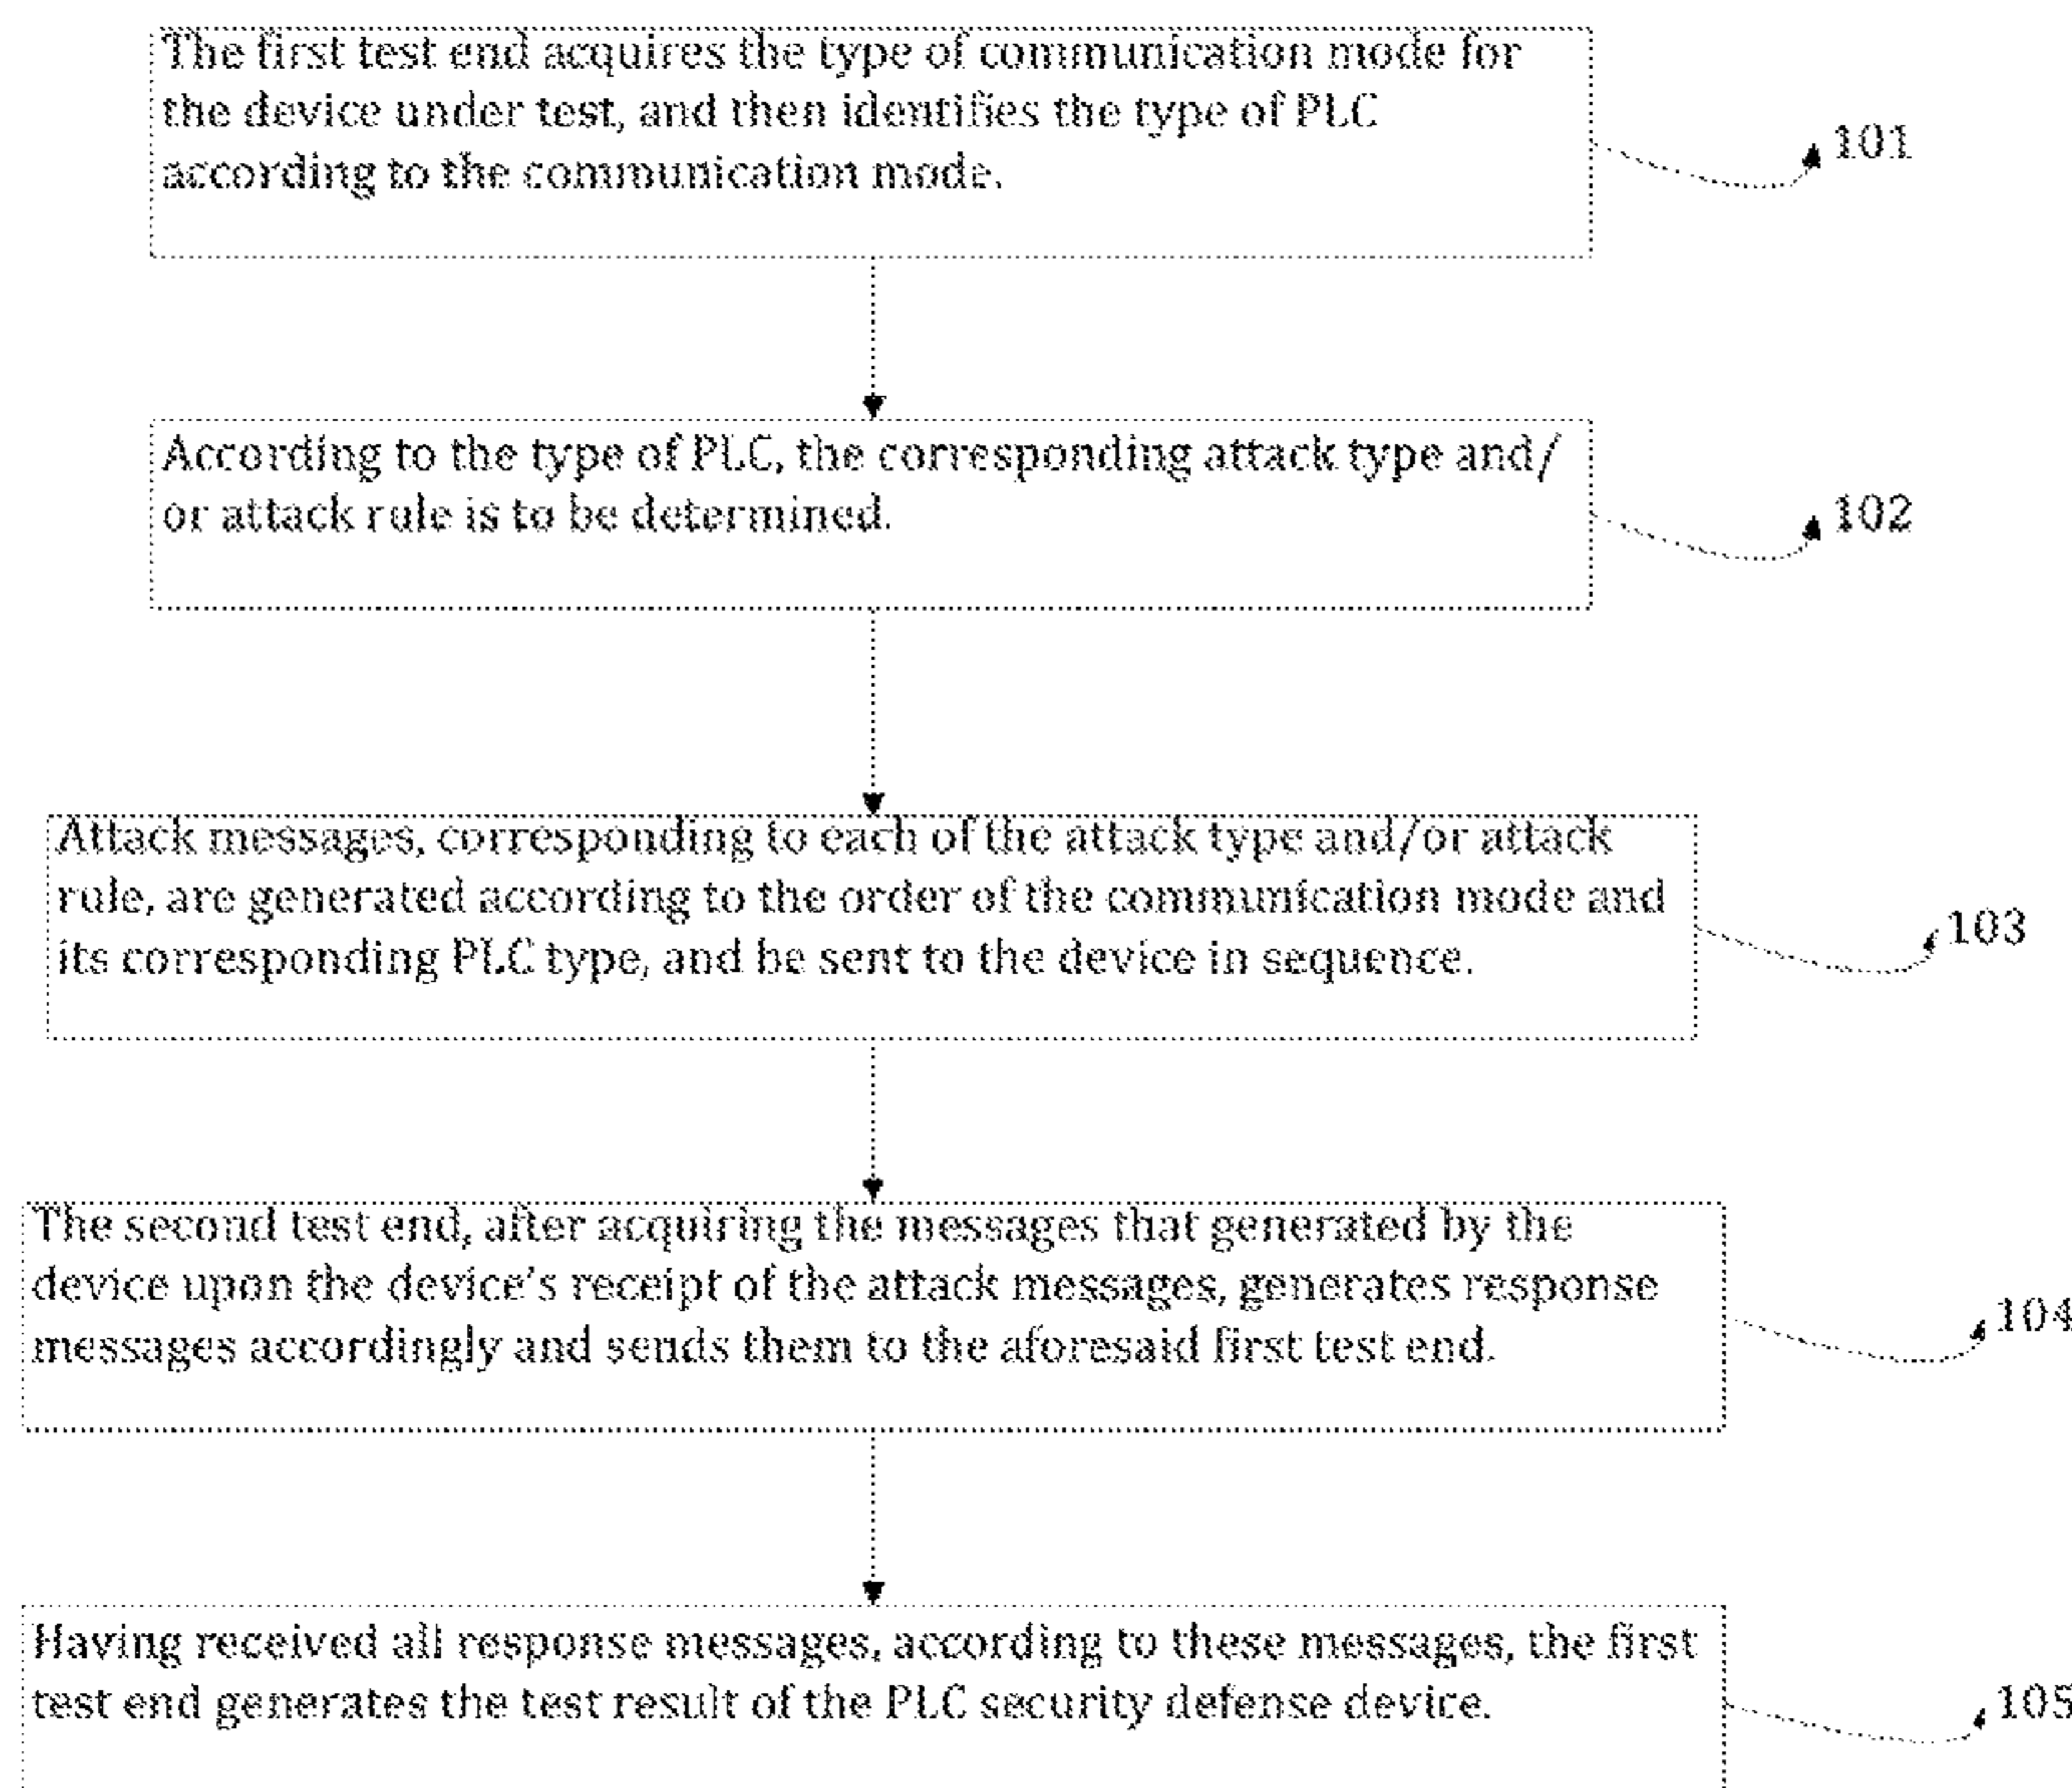 The first test end acquires the type of communication mode for
the device under test, and then identifies the type of PLC
according to the communication mode.
101
According to the type of PLC, the corresponding attack type and/
or attack rule is to be determined.
102
Attack messages, corresponding to each of the attack type and/or attack
rule, are generated according to the order of the communication mode and
its corresponding PLC type, and be sent to the device in sequence.
103
The second test end, after acquiring the messages that generated by the
device upon the device's receipt of the attack messages, generates response
messages accordingly and sends them to the aforesaid first test end.
104
Having received all response messages, according to these messages, the first
test end generates the test result of the PLC security defense device.
105